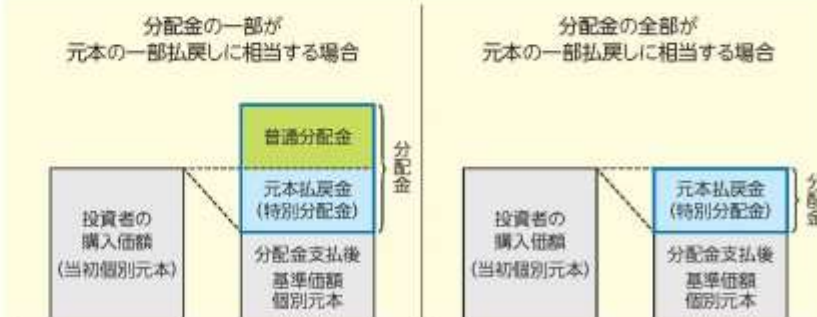 分配金の一部が
元本の一部払戻しに相当する場合
普通分配金
元本払戻金
(特別分配金)
分配金
投資者の
購入価額
(当初個別元本)
分配金支払後
基準価額
個別元本
分配金の全部が
元本の一部払戻しに相当する場合
元本払戻金
(特別分配金)
分配金
投資者の
購入価額
(当初個別元本)
分配金支払後
基準価額
個別元本